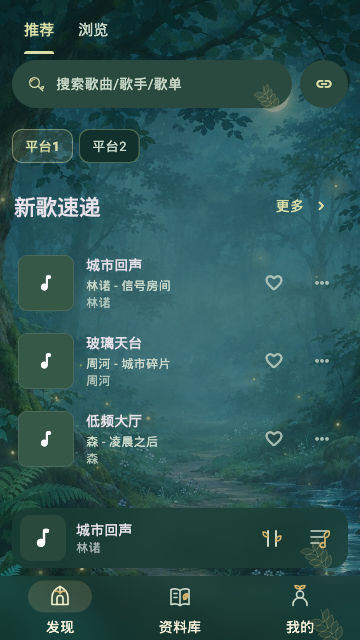 推荐 浏览
搜索歌曲/歌手/歌单
平台1 平台2
新歌速递 更多
城市回声
林诺 - 信号房间
林诺
玻璃天台
周河 - 城市碎片
周河
低频大厅
森 - 凌晨之后
森
城市回声
林诺
发现 资料库 我的